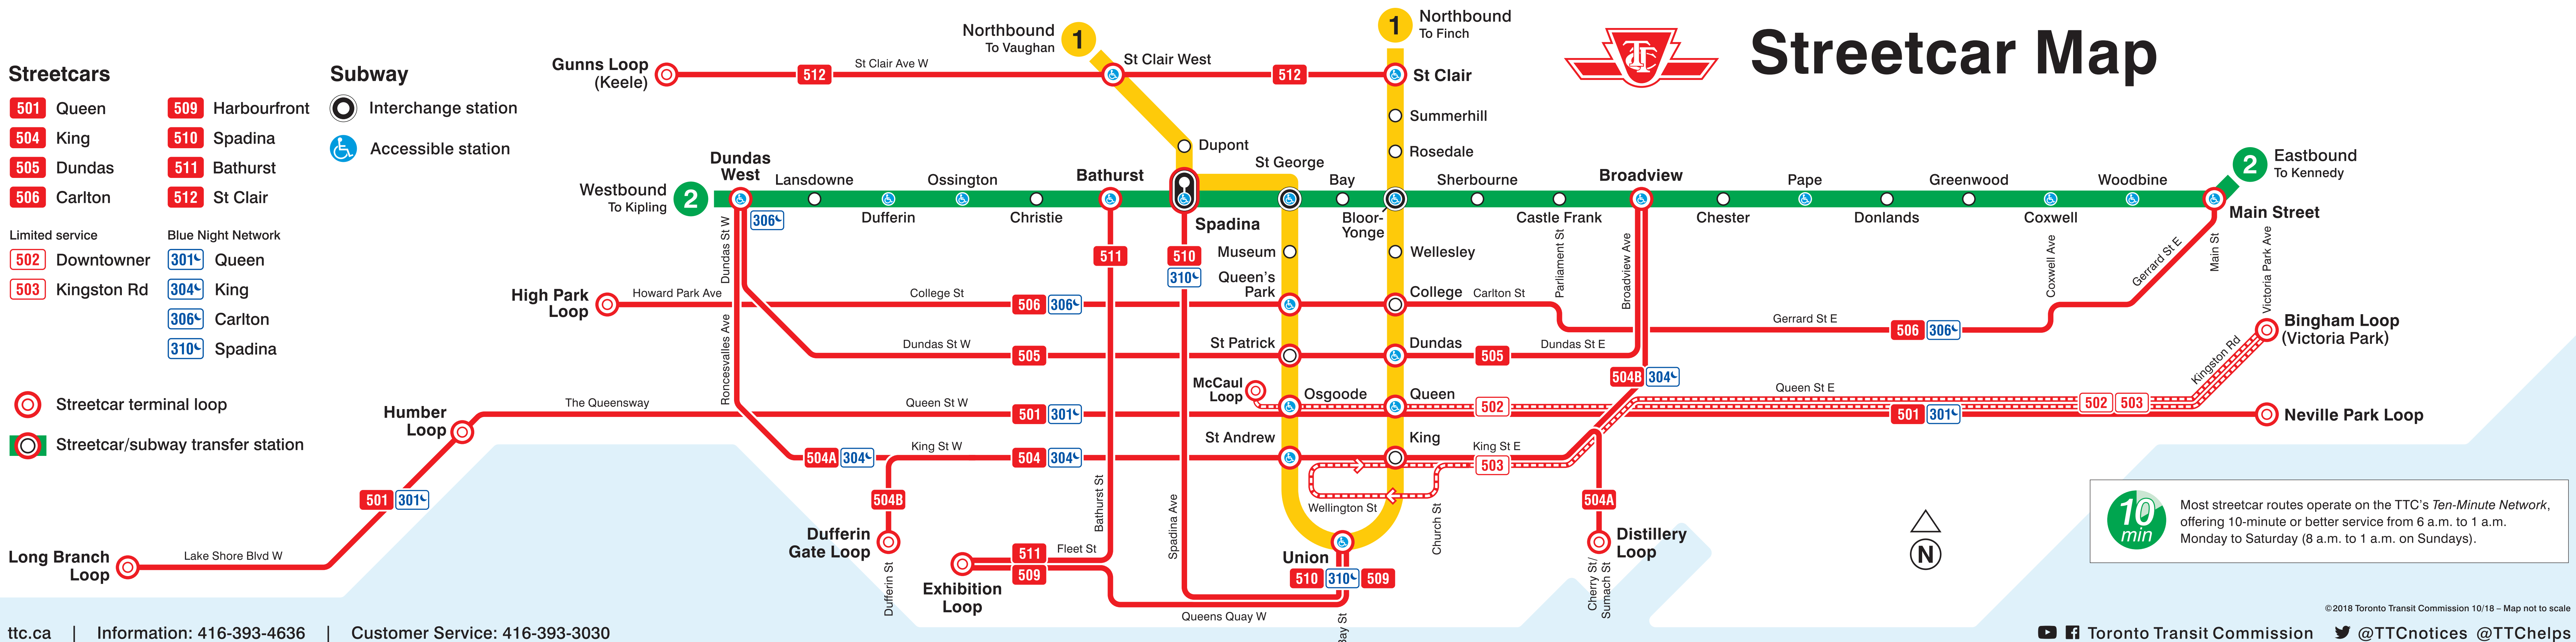 Streetcar Map
TTC
Streetcars
501 Queen
504 King
505 Dundas
506 Carlton
509 Harbourfront
510 Spadina
511 Bathurst
512 St Clair
Limited service
502 Downtowner
503 Kingston Rd
Blue Night Network
301 Queen
304 King
306 Carlton
310 Spadina
Streetcar terminal loop
Streetcar/subway transfer station
Subway
Interchange station
Accessible station
Northbound
To Vaughan
1
1
Northbound
To Finch
Gunns Loop
(Keele)
512
St Clair Ave W
St Clair West
512
St Clair
Summerhill
Rosedale
Dupont
St George
Westbound
To Kipling
2
Dundas
West
Lansdowne
Dufferin
Ossington
Christie
Bathurst
Spadina
Bay
Bloor-
Yonge
Sherbourne
Castle Frank
Broadview
Chester
Pape
Donlands
Greenwood
Coxwell
Woodbine
Main Street
2
Eastbound
To Kennedy
306
Dundas St W
511
510
310
Museum
Wellesley
Parliament St
Broadview Ave
Coxwell Ave
Gerrard St E
Main St
Victoria Park Ave
High Park
Loop
Howard Park Ave
College St
506 306
Queen's
Park
College
Carlton St
Gerrard St E
506 306
Roncesvalles Ave
Dundas St W
505
St Patrick
Dundas
505
Dundas St E
Bingham Loop
(Victoria Park)
Kingston Rd
McCaul
Loop
504B 304
Humber
Loop
The Queensway
Queen St W
501 301
Osgoode
Queen
502
Queen St E
501 301
502 503
Neville Park Loop
504A 304
King St W
504 304
St Andrew
King
King St E
503
501 301
504B
Bathurst St
Spadina Ave
Wellington St
Church St
504A
Long Branch
Loop
Lake Shore Blvd W
Dufferin
Gate Loop
Dufferin St
Exhibition
Loop
511
Fleet St
509
Union
510 310 509
Queens Quay W
Bay St
Distillery
Loop
Cherry St/
Sumach St
N
10
min
Most streetcar routes operate on the TTC's Ten-Minute Network,
offering 10-minute or better service from 6 a.m. to 1 a.m.
Monday to Saturday (8 a.m. to 1 a.m. on Sundays).
©2018 Toronto Transit Commission 10/18 – Map not to scale
ttc.ca | Information: 416-393-4636 | Customer Service: 416-393-3030
Toronto Transit Commission @TTCnotices @TTChelps